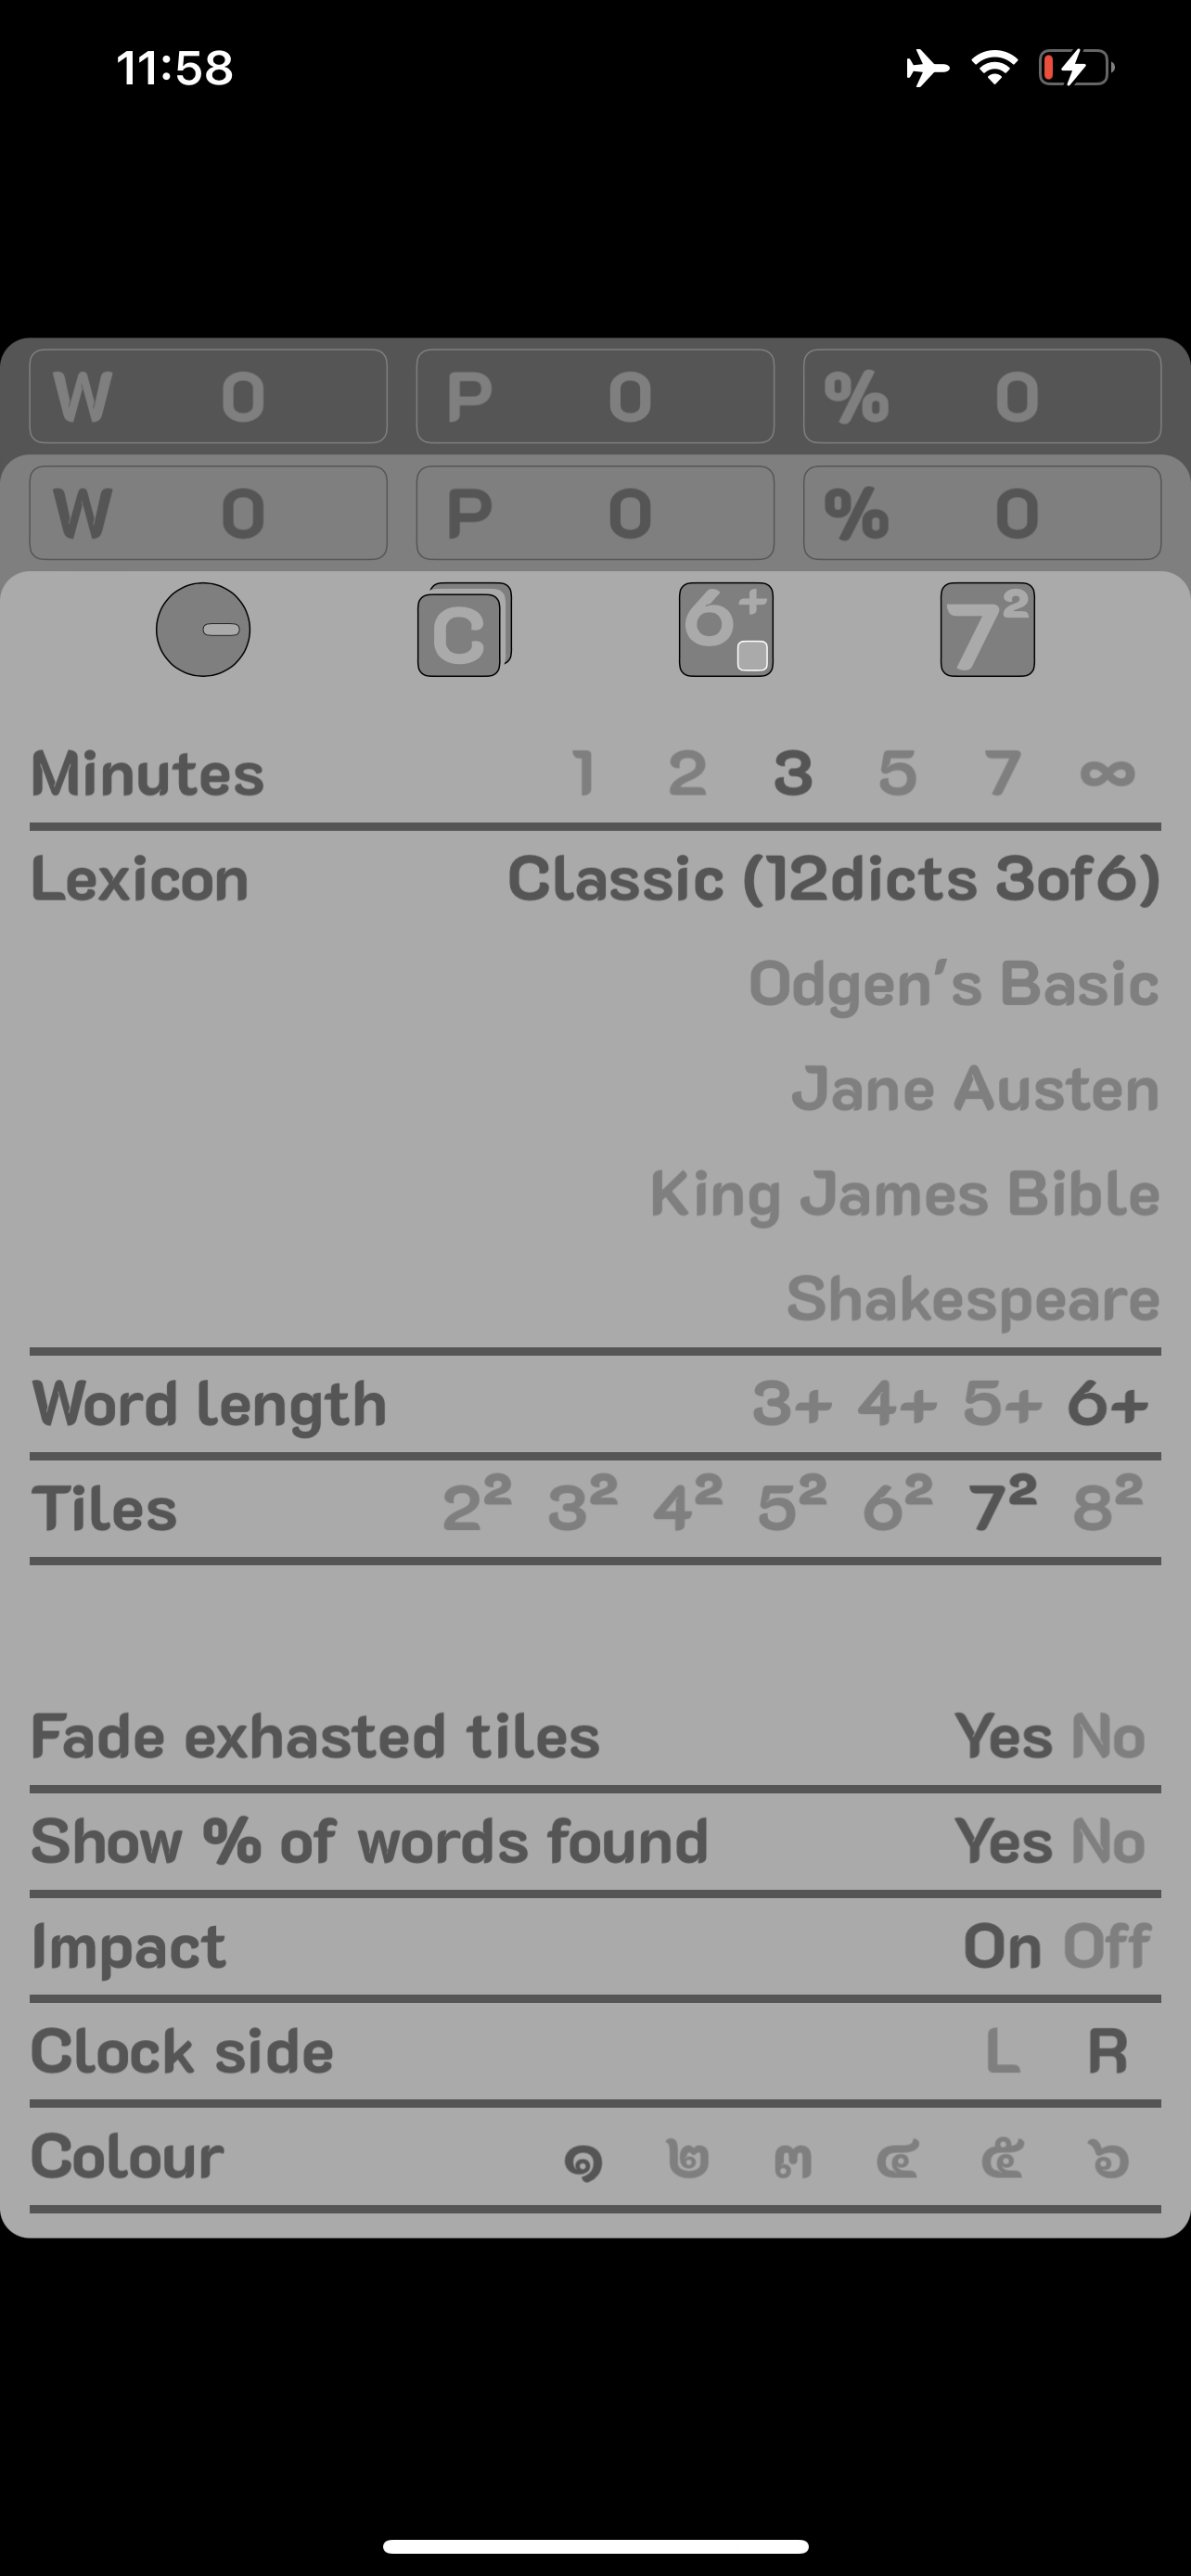 11:58
W 0 P 0 % 0
W 0 P 0 % 0
C 6+ 7²
Minutes 1 2 3 5 7 ∞
Lexicon Classic (12dicts 3of6)
Odgen's Basic
Jane Austen
King James Bible
Shakespeare
Word length 3+ 4+ 5+ 6+
Tiles 2² 3² 4² 5² 6² 7² 8²
Fade exhasted tiles Yes No
Show % of words found Yes No
Impact On Off
Clock side L R
Colour ๑ ๒ ๓ ๔ ๕ ๖